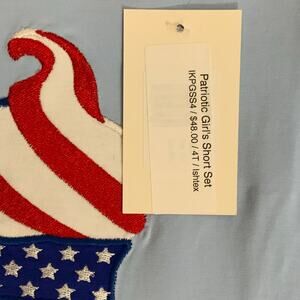 Patriotic Girl's Short Set
IKPGSS4 / $48.00 / 4T / Ishtex